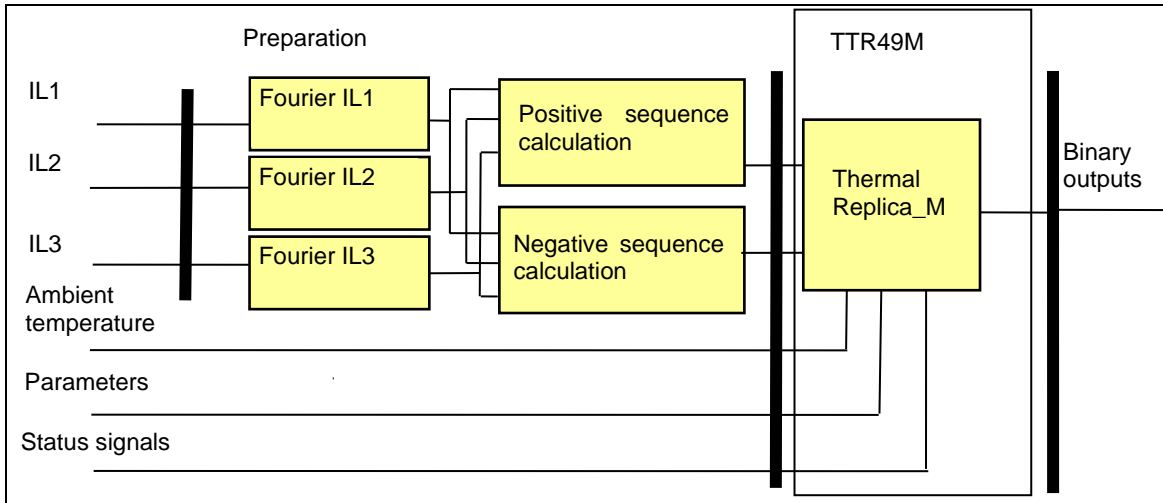 Preparation
TTR49M
IL1
Fourier IL1
Positive sequence
calculation
IL2
Fourier IL2
Thermal
Replica_M
Binary
outputs
IL3
Fourier IL3
Negative sequence
calculation
Ambient
temperature
Parameters
Status signals